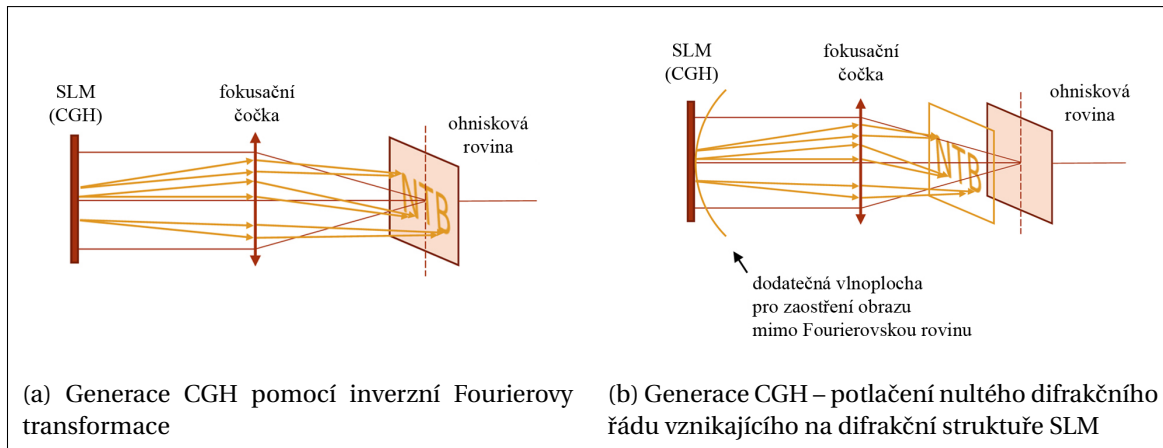 SLM
(CGH)
fokusační
čočka
ohnisková
rovina
NTB
(a) Generace CGH pomocí inverzní Fourierovy
transformace
SLM
(CGH)
fokusační
čočka
ohnisková
rovina
NTB
dodatečná vlnoplocha
pro zaostření obrazu
mimo Fourierovskou rovinu
(b) Generace CGH – potlačení nultého difrakčního
řádu vznikajícího na difrakční struktuře SLM